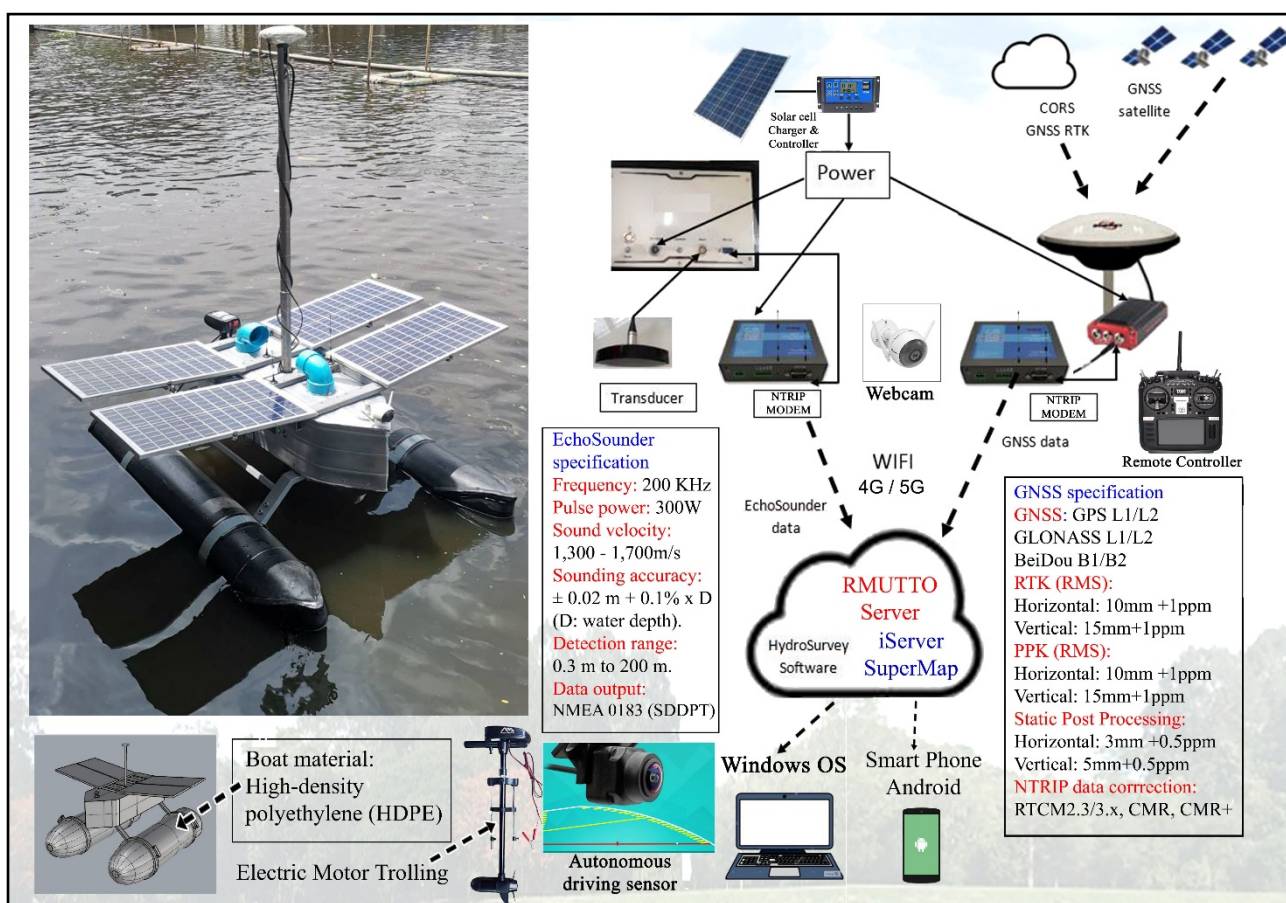 Solar cell
Charger &
Controller
CORS
GNSS RTK
GNSS
satellite
Power
Transducer
NTRIP
MODEM
Webcam
NTRIP
MODEM
GNSS data
Remote Controller
WIFI
4G / 5G
EchoSounder
data
EchoSounder
specification
Frequency: 200 KHz
Pulse power: 300W
Sound velocity:
1,300 - 1,700m/s
Sounding accuracy:
± 0.02 m + 0.1% x D
(D: water depth).
Detection range:
0.3 m to 200 m.
Data output:
NMEA 0183 (SDDPT)
RMUTTO
Server
iServer
SuperMap
HydroSurvey
Software
GNSS specification
GNSS: GPS L1/L2
GLONASS L1/L2
BeiDou B1/B2
RTK (RMS):
Horizontal: 10mm +1ppm
Vertical: 15mm+1ppm
PPK (RMS):
Horizontal: 10mm +1ppm
Vertical: 15mm+1ppm
Static Post Processing:
Horizontal: 3mm +0.5ppm
Vertical: 5mm+0.5ppm
NTRIP data corrrection:
RTCM2.3/3.x, CMR, CMR+
Boat material:
High-density
polyethylene (HDPE)
Electric Motor Trolling
Autonomous
driving sensor
Windows OS
Smart Phone
Android